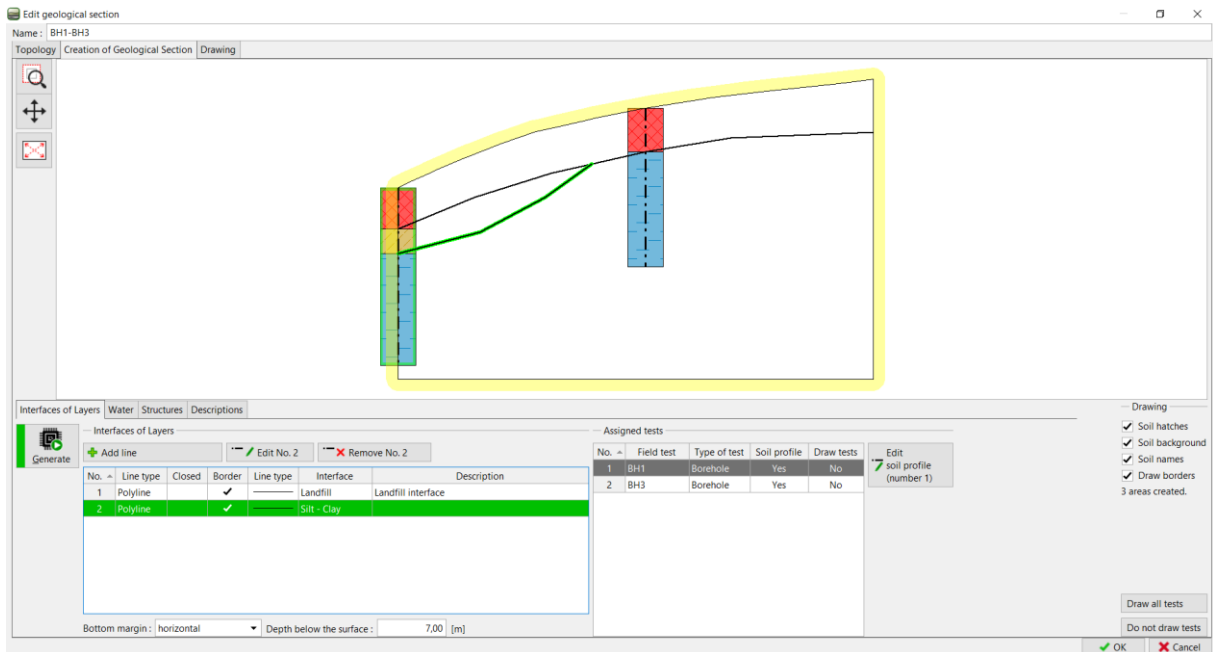 Edit geological section
Name : BH1-BH3
Topology Creation of Geological Section Drawing
Interfaces of Layers Water Structures Descriptions
Generate
Interfaces of Layers
Add line Edit No. 2 Remove No. 2
No. Line type Closed Border Line type Interface Description
1 Polyline Landfill Landfill interface
2 Polyline Silt - Clay
Bottom margin : horizontal Depth below the surface : 7,00 [m]
Assigned tests
No. Field test Type of test Soil profile Draw tests
1 BH1 Borehole Yes No
2 BH3 Borehole Yes No
Edit
soil profile
(number 1)
Drawing
Soil hatches
Soil background
Soil names
Draw borders
3 areas created.
Draw all tests
Do not draw tests
OK Cancel